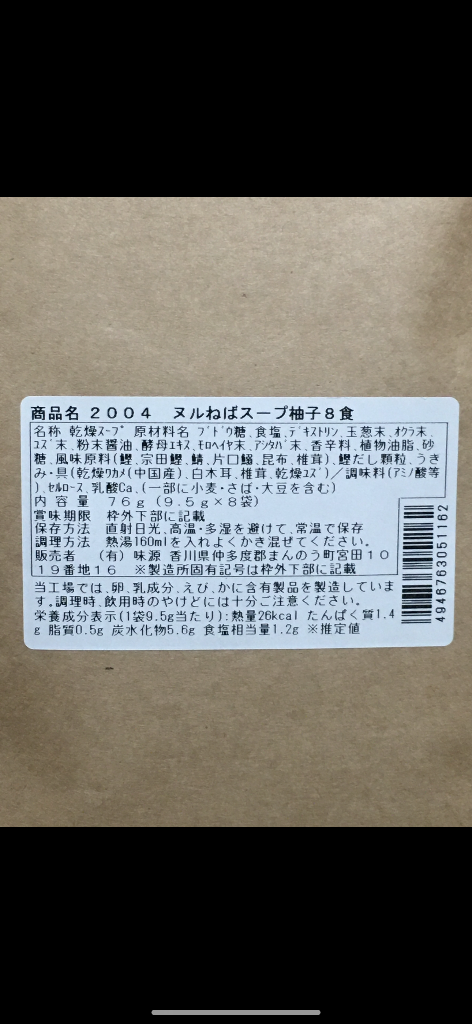 商品名 2004 ヌルねばスープ柚子8食
名称 乾燥ｽｰﾌﾟ 原材料名 ﾌﾞﾄﾞｳ糖､食塩､ﾃﾞｷｽﾄﾘﾝ､玉葱末､ｵｸﾗ末､
ﾕｽﾞ末､粉末醤油､酵母ｴｷｽ､ﾓﾛﾍｲﾔ末､ｱｼﾀﾊﾞ末､香辛料､植物油脂､砂
糖､風味原料(鰹､宗田鰹､鯖､片口鰯､昆布､椎茸)､鰹だし顆粒､うき
み･具(乾燥ﾜｶﾒ(中国産)､白木耳､椎茸､乾燥ﾕｽﾞ)／調味料(ｱﾐﾉ酸等
)､ｾﾙﾛｰｽ､乳酸Ca､(一部に小麦･さば･大豆を含む)
内容量 76g(9.5g×8袋)
賞味期限 枠外下部に記載
保存方法 直射日光､高温･多湿を避けて､常温で保存
調理方法 熱湯160mlを入れよくかき混ぜてください｡
販売者 (有)味源 香川県仲多度郡まんのう町宮田10
19番地16 ※製造所固有記号は枠外下部に記載
4946763051162
当工場では､卵､乳成分､えび､かに含有製品を製造していま
す｡調理時､飲用時のやけどには十分ご注意ください｡
栄養成分表示(1袋9.5g当たり):熱量26kcal たんぱく質1.4
g 脂質0.5g 炭水化物5.6g 食塩相当量1.2g ※推定値